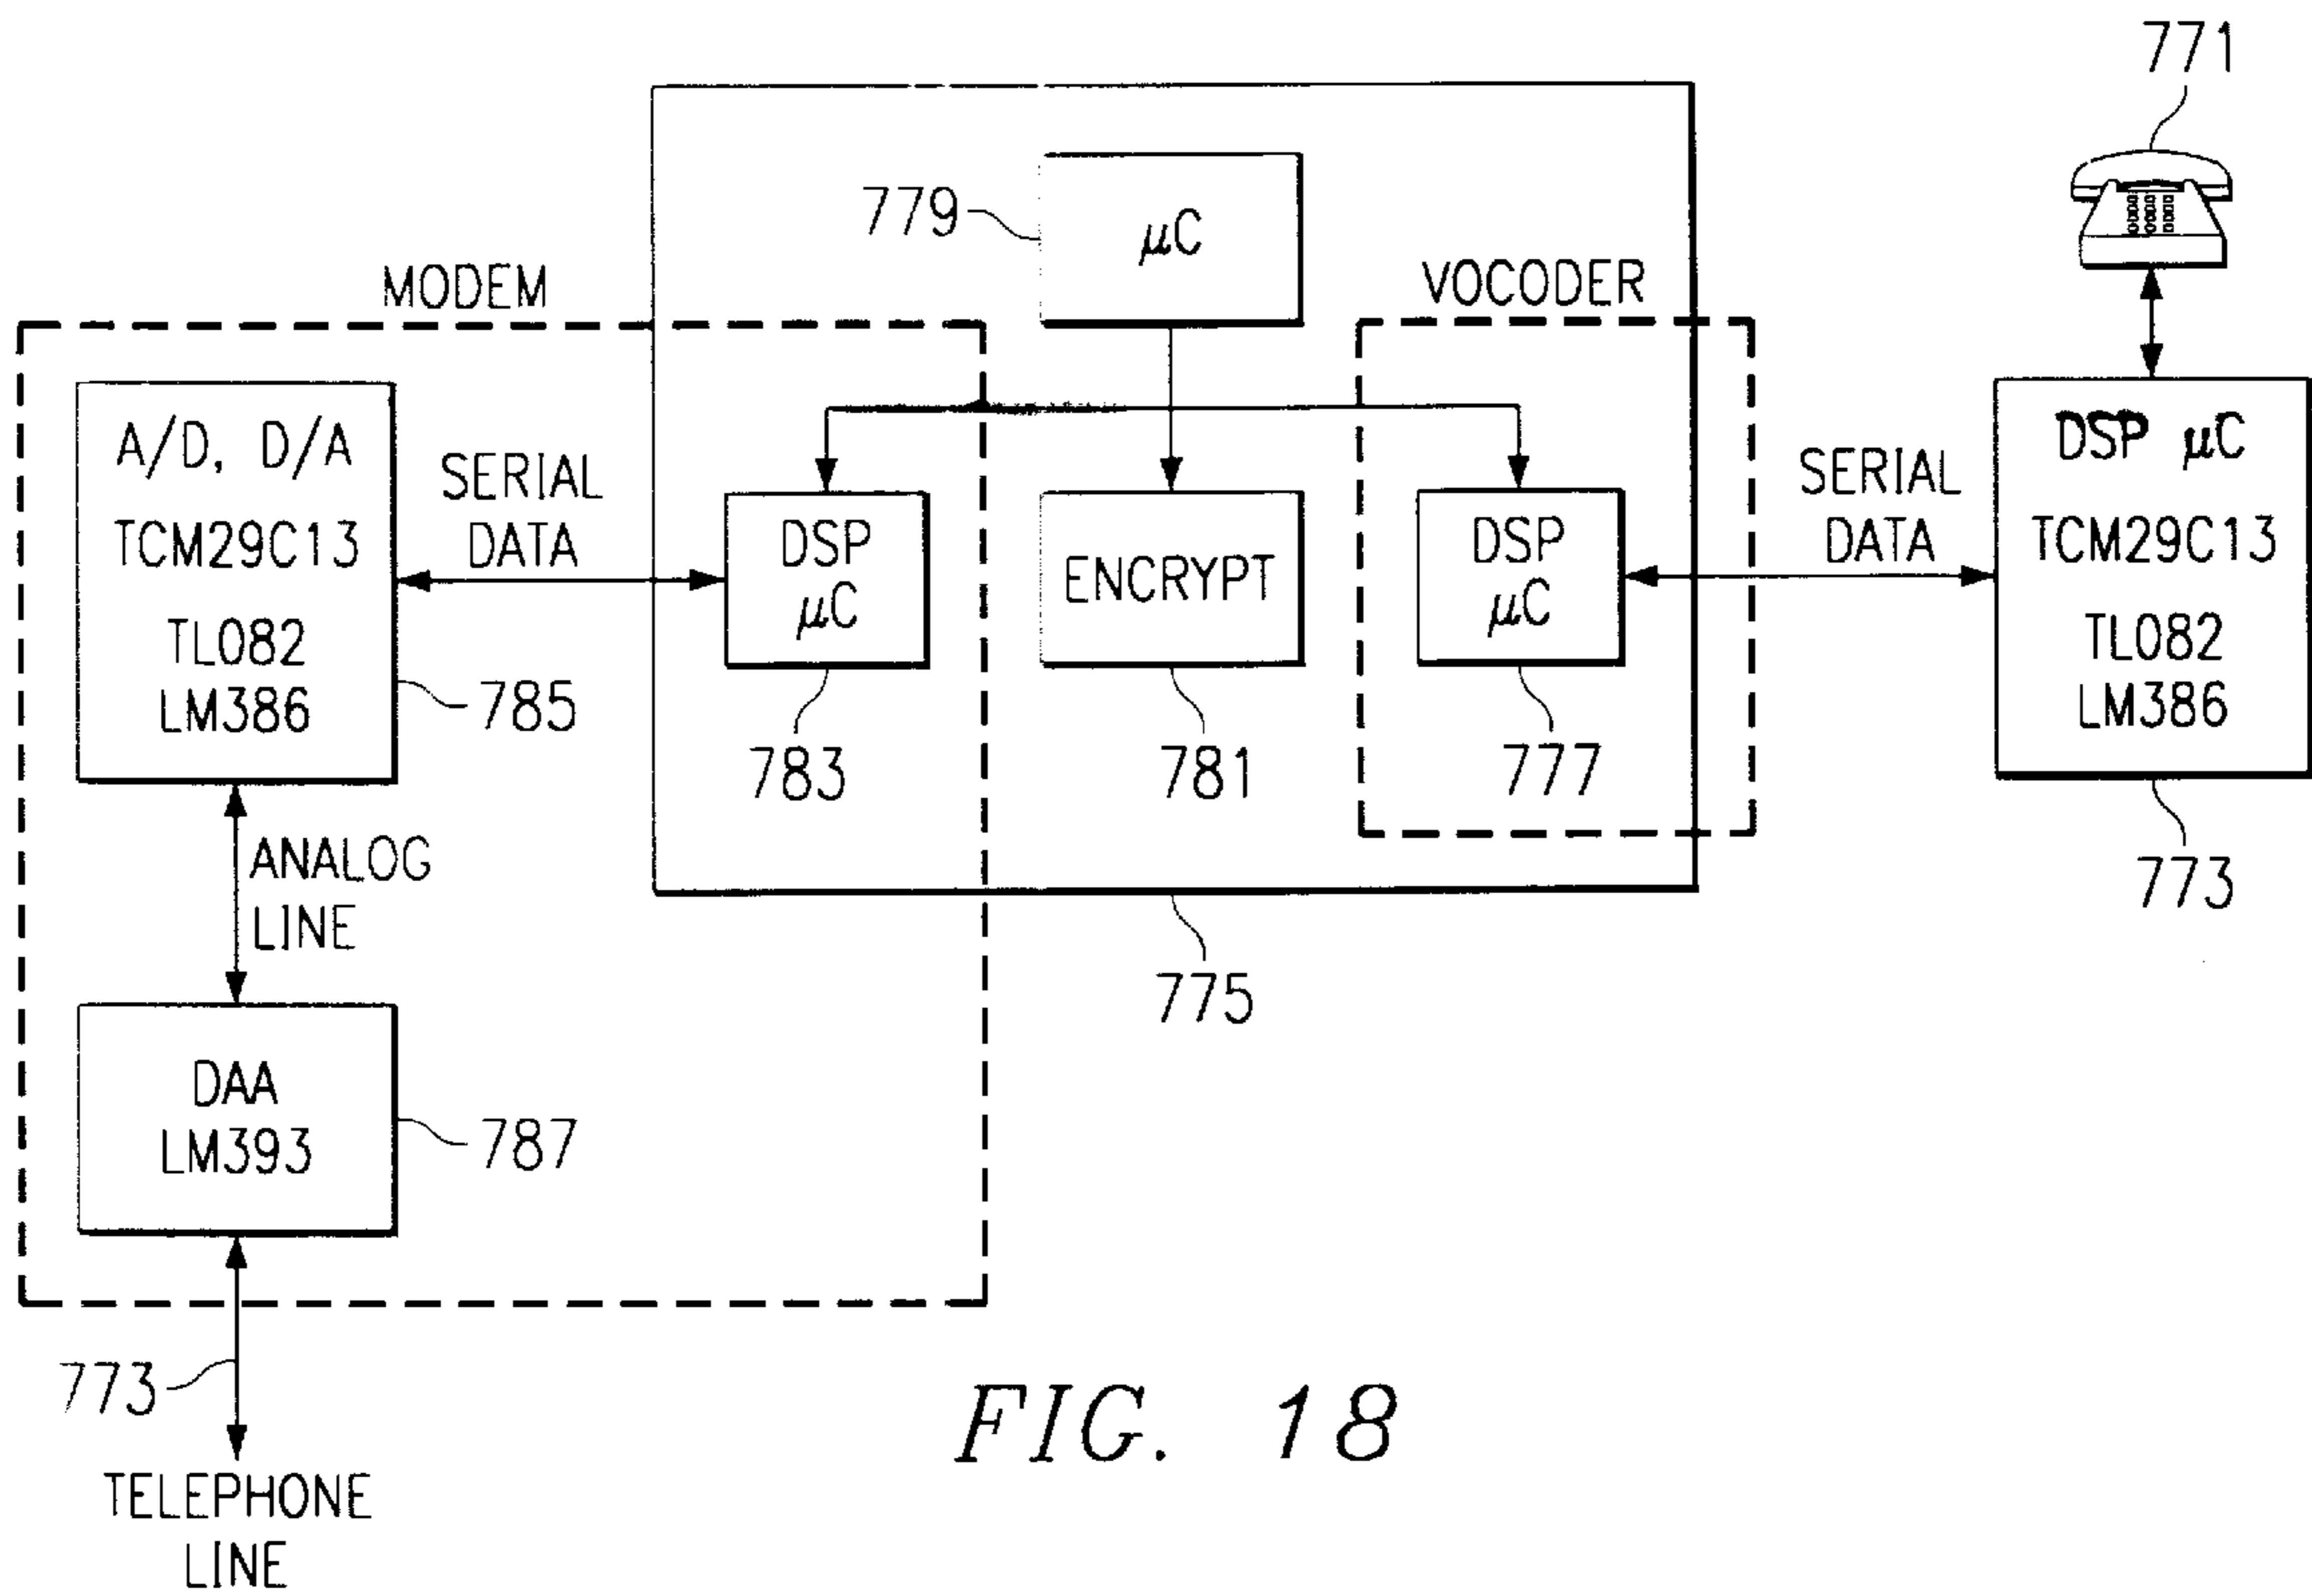 771
779
μC
MODEM
VOCODER
A/D, D/A
TCM29C13
TL082
LM386
785
SERIAL
DATA
DSP
μC
783
ENCRYPT
781
DSP
μC
777
SERIAL
DATA
DSP μC
TCM29C13
TL082
LM386
773
ANALOG
LINE
775
DAA
LM393
787
773
TELEPHONE
LINE
FIG. 18